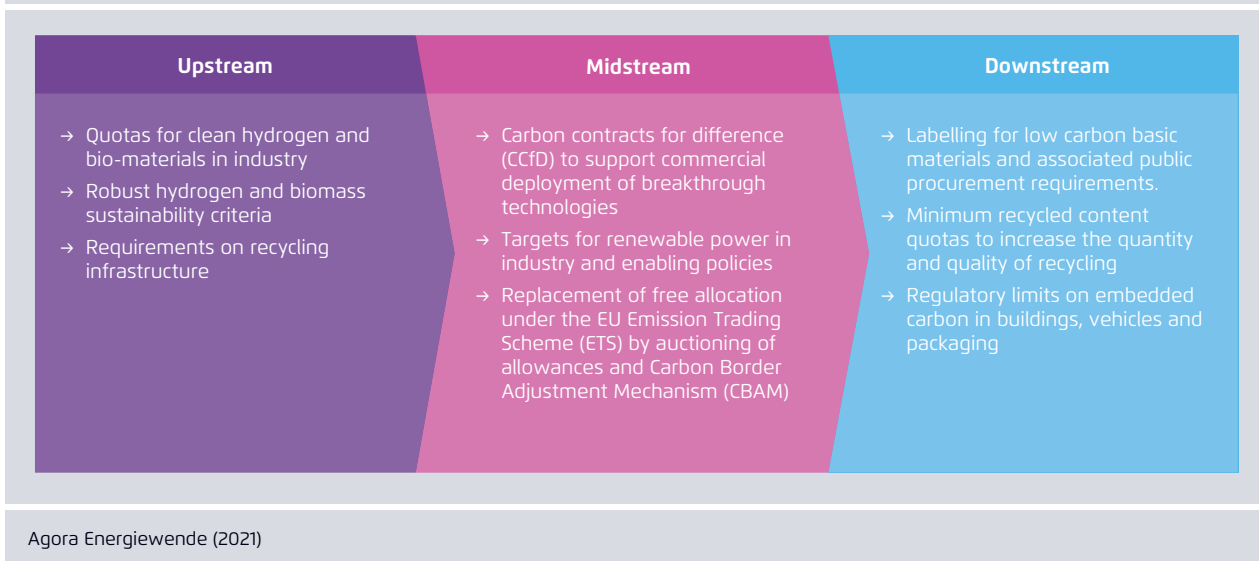 Upstream
→ Quotas for clean hydrogen and
bio-materials in industry
→ Robust hydrogen and biomass
sustainability criteria
→ Requirements on recycling
infrastructure
Midstream
→ Carbon contracts for difference
(CCfD) to support commercial
deployment of breakthrough
technologies
→ Targets for renewable power in
industry and enabling policies
→ Replacement of free allocation
under the EU Emission Trading
Scheme (ETS) by auctioning of
allowances and Carbon Border
Adjustment Mechanism (CBAM)
Downstream
→ Labelling for low carbon basic
materials and associated public
procurement requirements.
→ Minimum recycled content
quotas to increase the quantity
and quality of recycling
→ Regulatory limits on embedded
carbon in buildings, vehicles and
packaging
Agora Energiewende (2021)